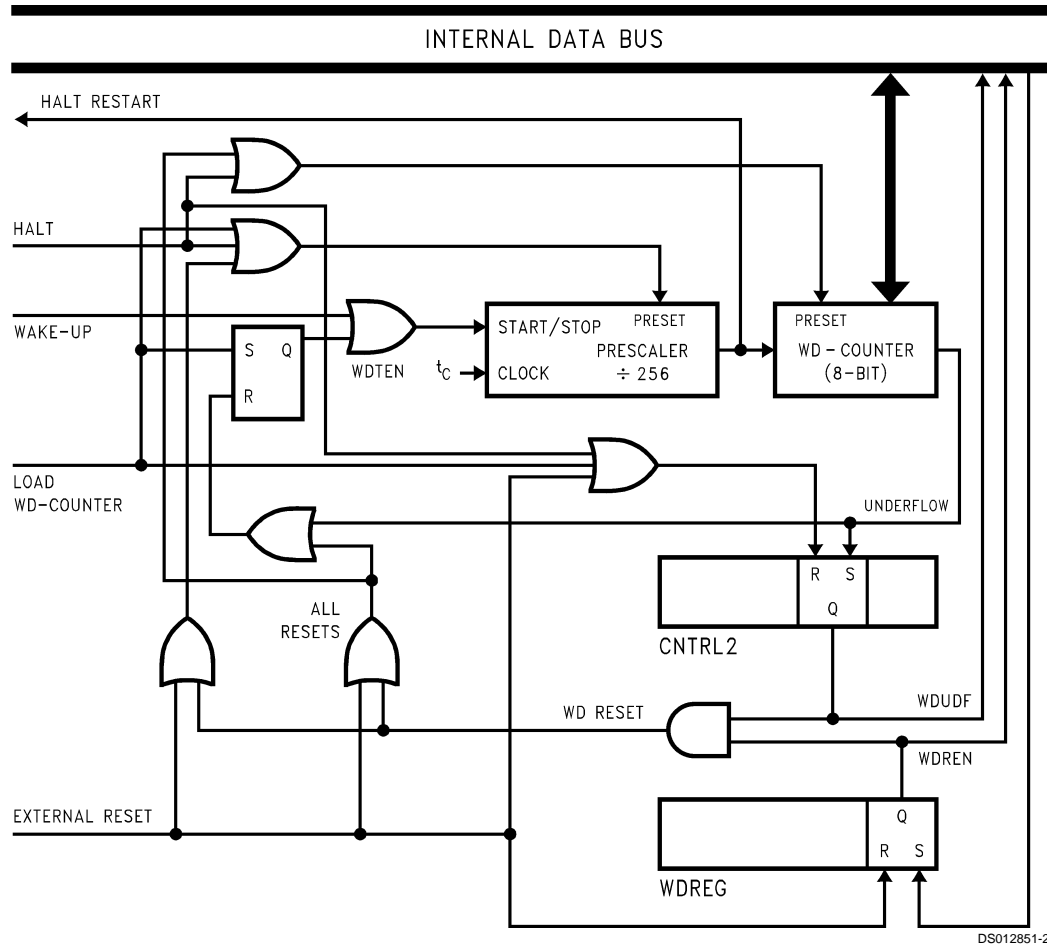 INTERNAL DATA BUS
HALT RESTART
HALT
WAKE-UP
S Q
R
WDTEN
START/STOP PRESET
PRESCALER
tC CLOCK ÷ 256
PRESET
WD - COUNTER
(8-BIT)
LOAD
WD-COUNTER
UNDERFLOW
R S
Q
CNTRL2
ALL
RESETS
WD RESET
WDUDF
WDREN
EXTERNAL RESET
Q
R S
WDREG
DS012851-2